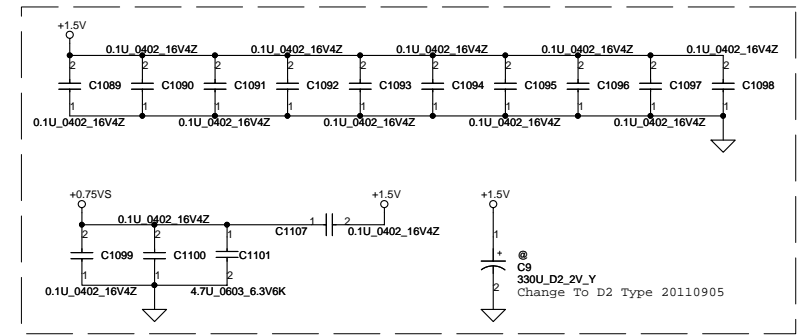 +1.5V
0.1U_0402_16V4Z 0.1U_0402_16V4Z 0.1U_0402_16V4Z 0.1U_0402_16V4Z 0.1U_0402_16V4Z
2 2 2 2 2 2 2 2 2 2
C1089 C1090 C1091 C1092 C1093 C1094 C1095 C1096 C1097 C1098
1 1 1 1 1 1 1 1 1 1
0.1U_0402_16V4Z 0.1U_0402_16V4Z 0.1U_0402_16V4Z 0.1U_0402_16V4Z 0.1U_0402_16V4Z
+0.75VS +1.5V +1.5V
0.1U_0402_16V4Z
1 2
C1107 0.1U_0402_16V4Z
2 2 1 1
C1099 C1100 C1101
1 1 2
0.1U_0402_16V4Z 4.7U_0603_6.3V6K
+
@
C9
330U_D2_2V_Y
2
Change To D2 Type 20110905